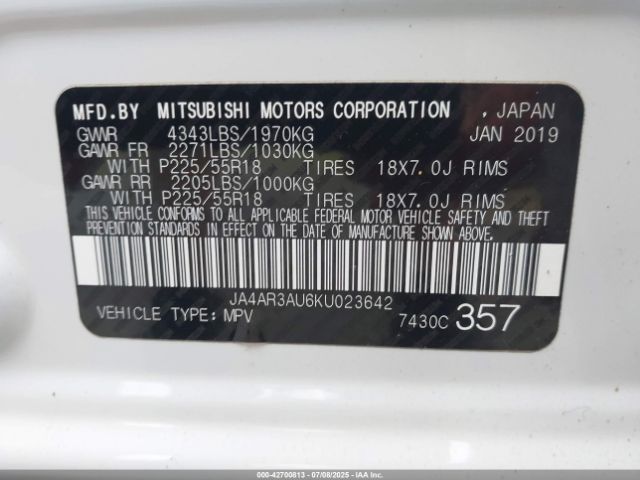 MFD.BY MITSUBISHI MOTORS CORPORATION , JAPAN
GVWR 4343LBS/1970KG JAN 2019
GAWR FR 2271LBS/1030KG
WITH P225/55R18 TIRES 18X7.0J RIMS
GAWR RR 2205LBS/1000KG
WITH P225/55R18 TIRES 18X7.0J RIMS
THIS VEHICLE CONFORMS TO ALL APPLICABLE FEDERAL MOTOR VEHICLE SAFETY AND THEFT
PREVENTION STANDARDS IN EFFECT ON THE DATE OF MANUFACTURE SHOWN ABOVE.
JA4AR3AU6KU023642
VEHICLE TYPE: MPV 7430C 357
000-42700813 - 07/08/2025 - IAAI.COM